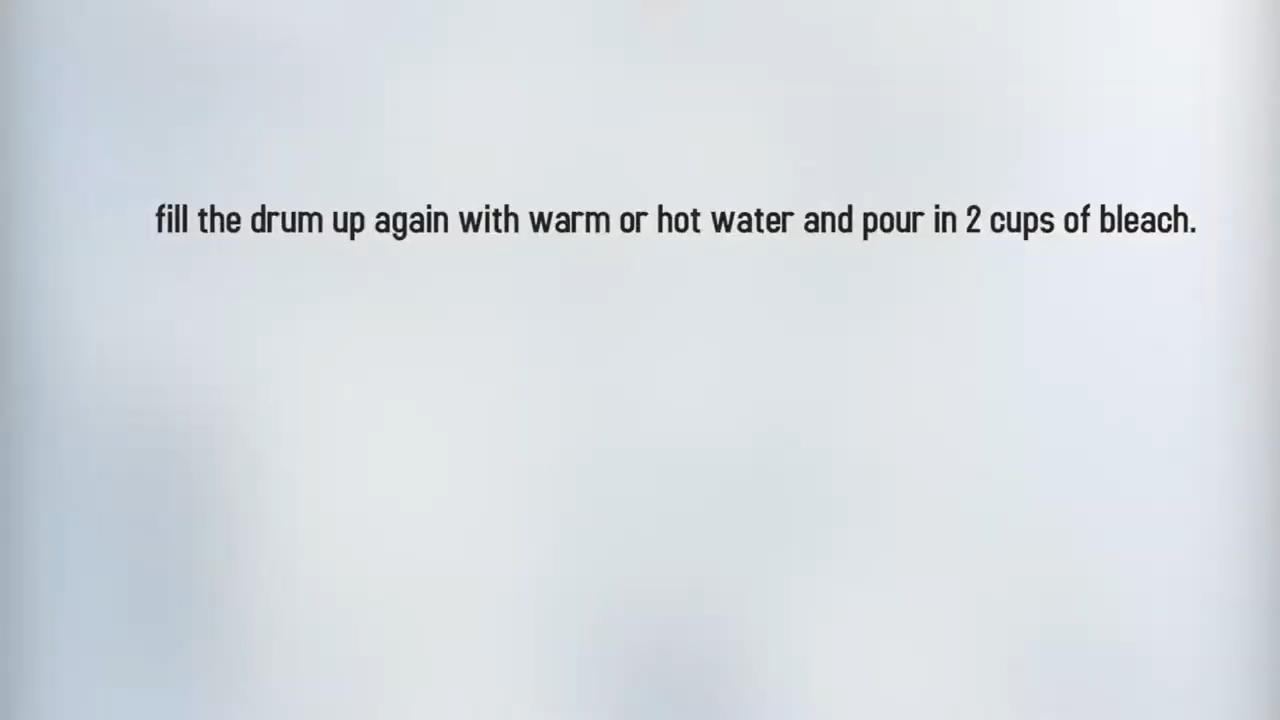 fill the drum up again with warm or hot water and pour in 2 cups of bleach.